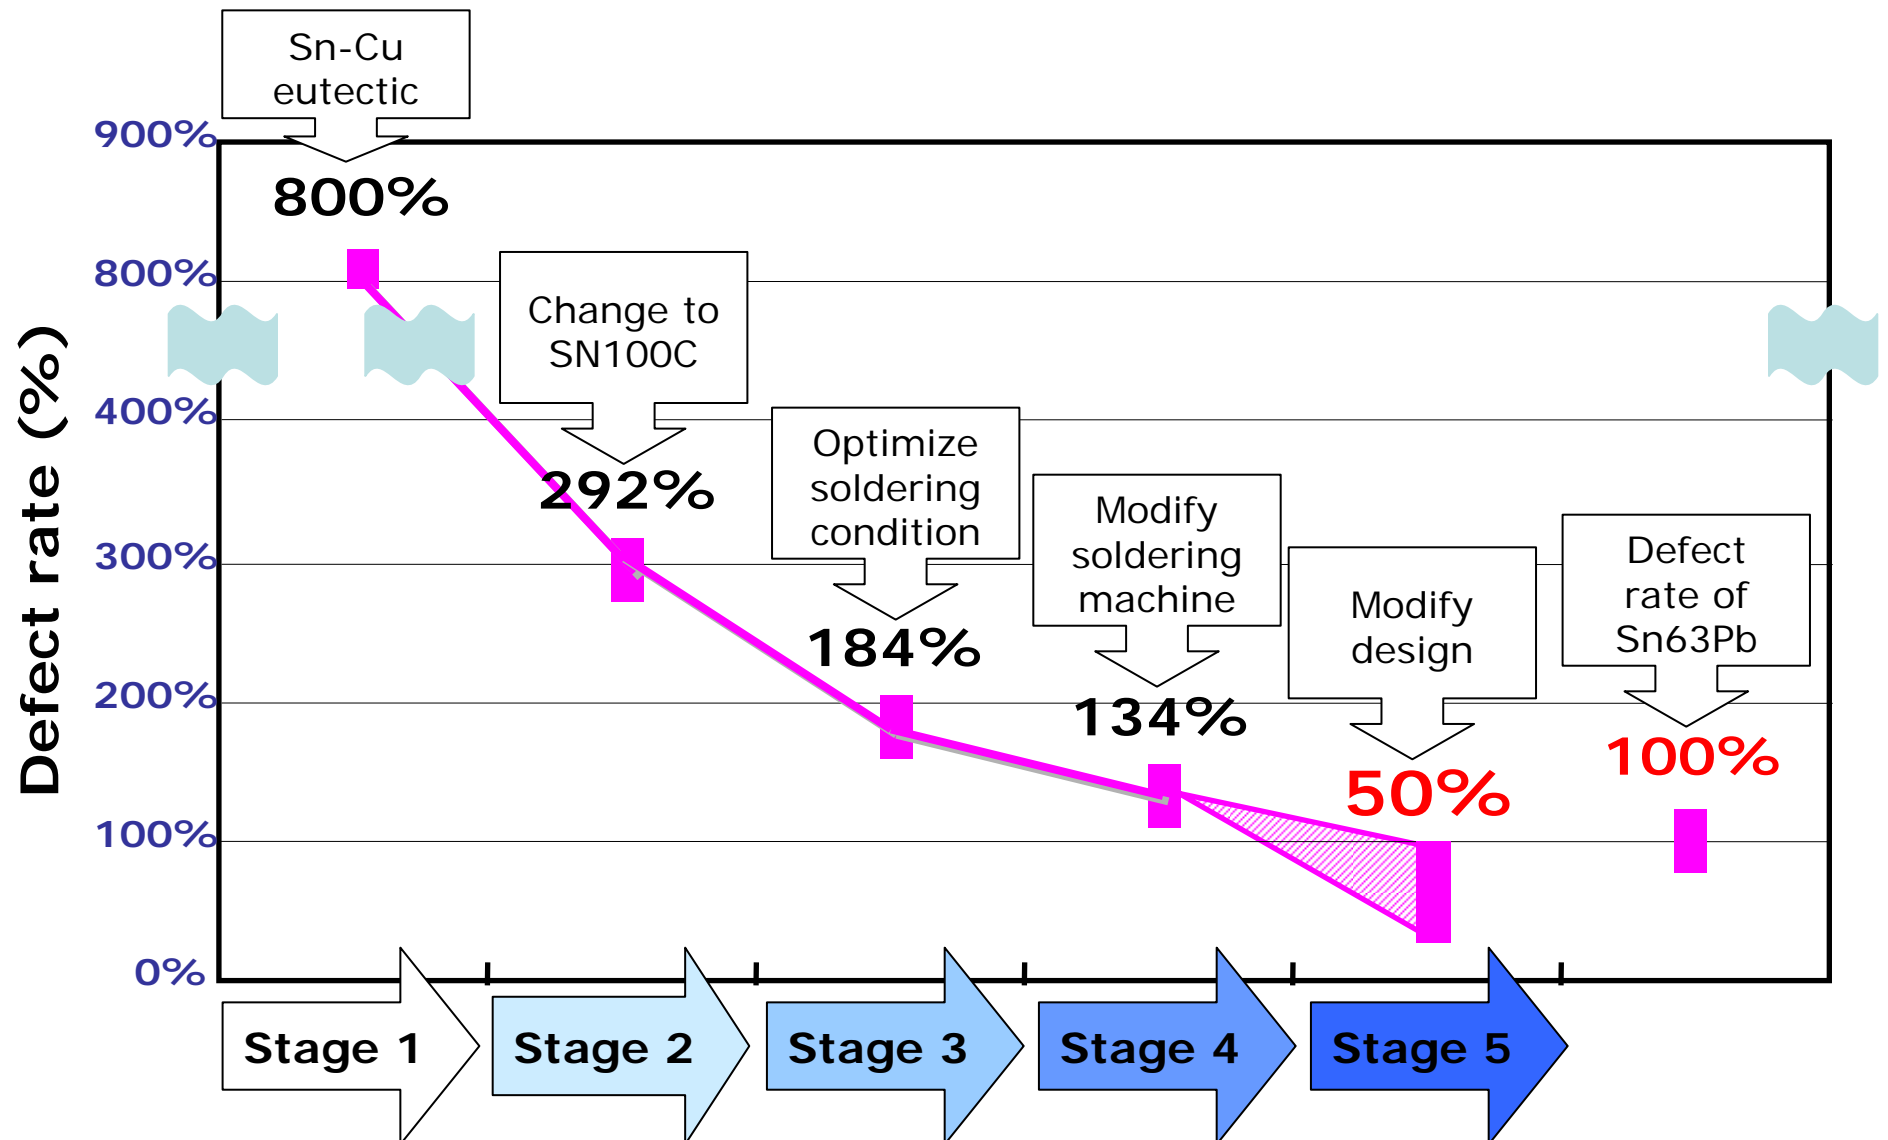 Sn-Cu
eutectic
900%
800%
800%
Change to
SN100C
400%
Optimize
soldering
condition
292%
Modify
soldering
machine
Defect
rate of
Sn63Pb
300%
Modify
design
184%
200%
134%
100%
50%
100%
0%
Defect rate (%)
Stage 1
Stage 2
Stage 3
Stage 4
Stage 5